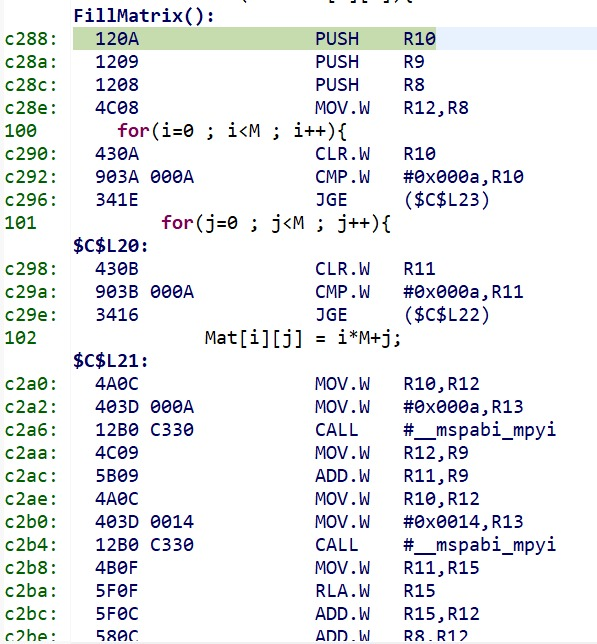 FillMatrix():
c288: 120A PUSH R10
c28a: 1209 PUSH R9
c28c: 1208 PUSH R8
c28e: 4C08 MOV.W R12,R8
100 for(i=0 ; i<M ; i++){
c290: 430A CLR.W R10
c292: 903A 000A CMP.W #0x000a,R10
c296: 341E JGE ($C$L23)
101 for(j=0 ; j<M ; j++){
$C$L20:
c298: 430B CLR.W R11
c29a: 903B 000A CMP.W #0x000a,R11
c29e: 3416 JGE ($C$L22)
102 Mat[i][j] = i*M+j;
$C$L21:
c2a0: 4A0C MOV.W R10,R12
c2a2: 403D 000A MOV.W #0x000a,R13
c2a6: 12B0 C330 CALL #__mspabi_mpyi
c2aa: 4C09 MOV.W R12,R9
c2ac: 5B09 ADD.W R11,R9
c2ae: 4A0C MOV.W R10,R12
c2b0: 403D 0014 MOV.W #0x0014,R13
c2b4: 12B0 C330 CALL #__mspabi_mpyi
c2b8: 4B0F MOV.W R11,R15
c2ba: 5F0F RLA.W R15
c2bc: 5F0C ADD.W R15,R12
c2be: 580C ADD.W R8,R12